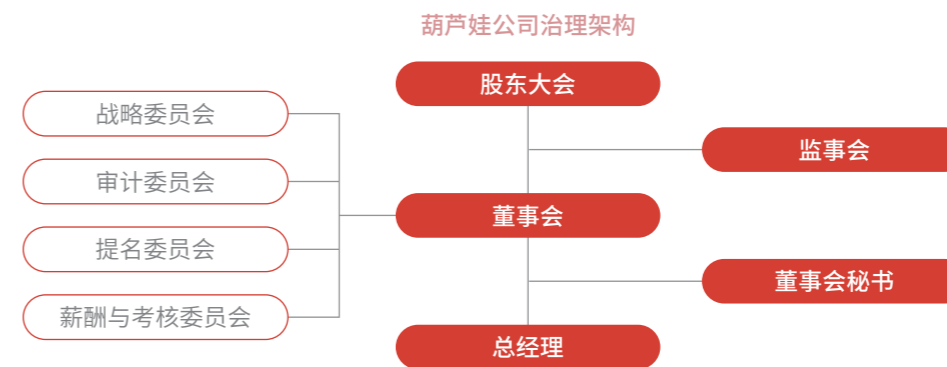 葫芦娃公司治理架构
股东大会
战略委员会
监事会
审计委员会
董事会
提名委员会
董事会秘书
薪酬与考核委员会
总经理